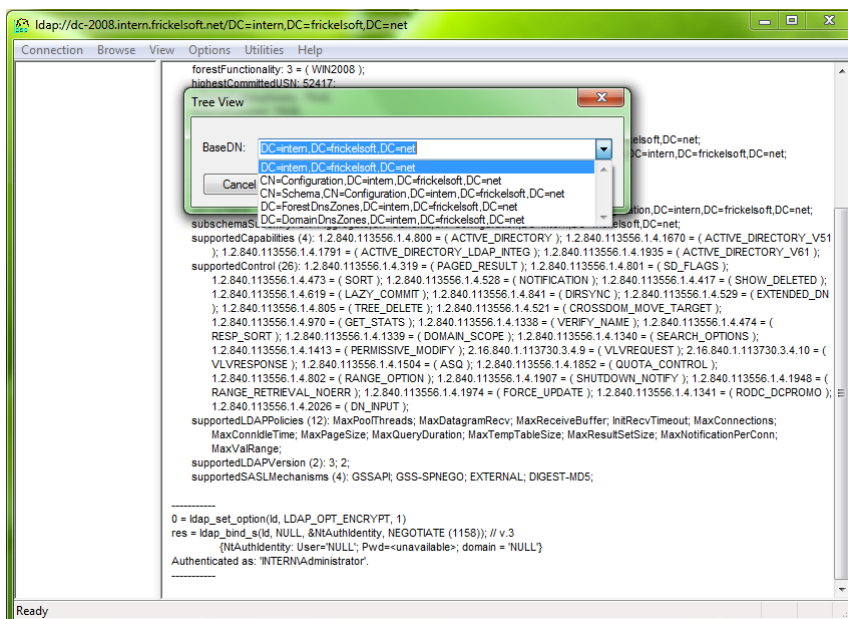 ldap://dc-2008.intern.frickelsoft.net/DC=intern,DC=frickelsoft,DC=net
Connection Browse View Options Utilities Help
forestFunctionality: 3 = ( WIN2008 );
highestCommittedUSN: 52417;
Tree View
elsoft,DC=net;
BaseDN: DC=intern,DC=frickelsoft,DC=net
DC=intern,DC=frickelsoft,DC=net;
DC=intern,DC=frickelsoft,DC=net
CN=Configuration,DC=intern,DC=frickelsoft,DC=net
Cancel
CN=Schema,CN=Configuration,DC=intern,DC=frickelsoft,DC=net
DC=ForestDnsZones,DC=intern,DC=frickelsoft,DC=net
ration,DC=intern,DC=frickelsoft,DC=net;
DC=DomainDnsZones,DC=intern,DC=frickelsoft,DC=net
supportedCapabilities (4): 1.2.840.113556.1.4.800 = ( ACTIVE_DIRECTORY ); 1.2.840.113556.1.4.1670 = ( ACTIVE_DIRECTORY_V51
); 1.2.840.113556.1.4.1791 = ( ACTIVE_DIRECTORY_LDAP_INTEG ); 1.2.840.113556.1.4.1935 = ( ACTIVE_DIRECTORY_V61 );
supportedControl (26): 1.2.840.113556.1.4.319 = ( PAGED_RESULT ); 1.2.840.113556.1.4.801 = ( SD_FLAGS );
1.2.840.113556.1.4.473 = ( SORT ); 1.2.840.113556.1.4.528 = ( NOTIFICATION ); 1.2.840.113556.1.4.417 = ( SHOW_DELETED );
1.2.840.113556.1.4.619 = ( LAZY_COMMIT ); 1.2.840.113556.1.4.841 = ( DIRSYNC ); 1.2.840.113556.1.4.529 = ( EXTENDED_DN
); 1.2.840.113556.1.4.805 = ( TREE_DELETE ); 1.2.840.113556.1.4.521 = ( CROSSDOM_MOVE_TARGET );
1.2.840.113556.1.4.970 = ( GET_STATS ); 1.2.840.113556.1.4.1338 = ( VERIFY_NAME ); 1.2.840.113556.1.4.474 = (
RESP_SORT ); 1.2.840.113556.1.4.1339 = ( DOMAIN_SCOPE ); 1.2.840.113556.1.4.1340 = ( SEARCH_OPTIONS );
1.2.840.113556.1.4.1413 = ( PERMISSIVE_MODIFY ); 2.16.840.1.113730.3.4.9 = ( VLVREQUEST ); 2.16.840.1.113730.3.4.10 = (
VLVRESPONSE ); 1.2.840.113556.1.4.1504 = ( ASQ ); 1.2.840.113556.1.4.1852 = ( QUOTA_CONTROL );
1.2.840.113556.1.4.802 = ( RANGE_OPTION ); 1.2.840.113556.1.4.1907 = ( SHUTDOWN_NOTIFY ); 1.2.840.113556.1.4.1948 = (
RANGE_RETRIEVAL_NOERR ); 1.2.840.113556.1.4.1974 = ( FORCE_UPDATE ); 1.2.840.113556.1.4.1341 = ( RODC_DCPROMO );
1.2.840.113556.1.4.2026 = ( DN_INPUT );
supportedLDAPPolicies (12): MaxPoolThreads; MaxDatagramRecv; MaxReceiveBuffer; InitRecvTimeout; MaxConnections;
MaxConnIdleTime; MaxPageSize; MaxQueryDuration; MaxTempTableSize; MaxResultSetSize; MaxNotificationPerConn;
MaxValRange;
supportedLDAPVersion (2): 3; 2;
supportedSASLMechanisms (4): GSSAPI; GSS-SPNEGO; EXTERNAL; DIGEST-MD5;
-----------
0 = ldap_set_option(ld, LDAP_OPT_ENCRYPT, 1)
res = ldap_bind_s(ld, NULL, &NtAuthIdentity, NEGOTIATE (1158)); // v.3
{NtAuthIdentity: User='NULL'; Pwd=<unavailable>; domain = 'NULL'}
Authenticated as: 'INTERN\Administrator'.
-----------
Ready